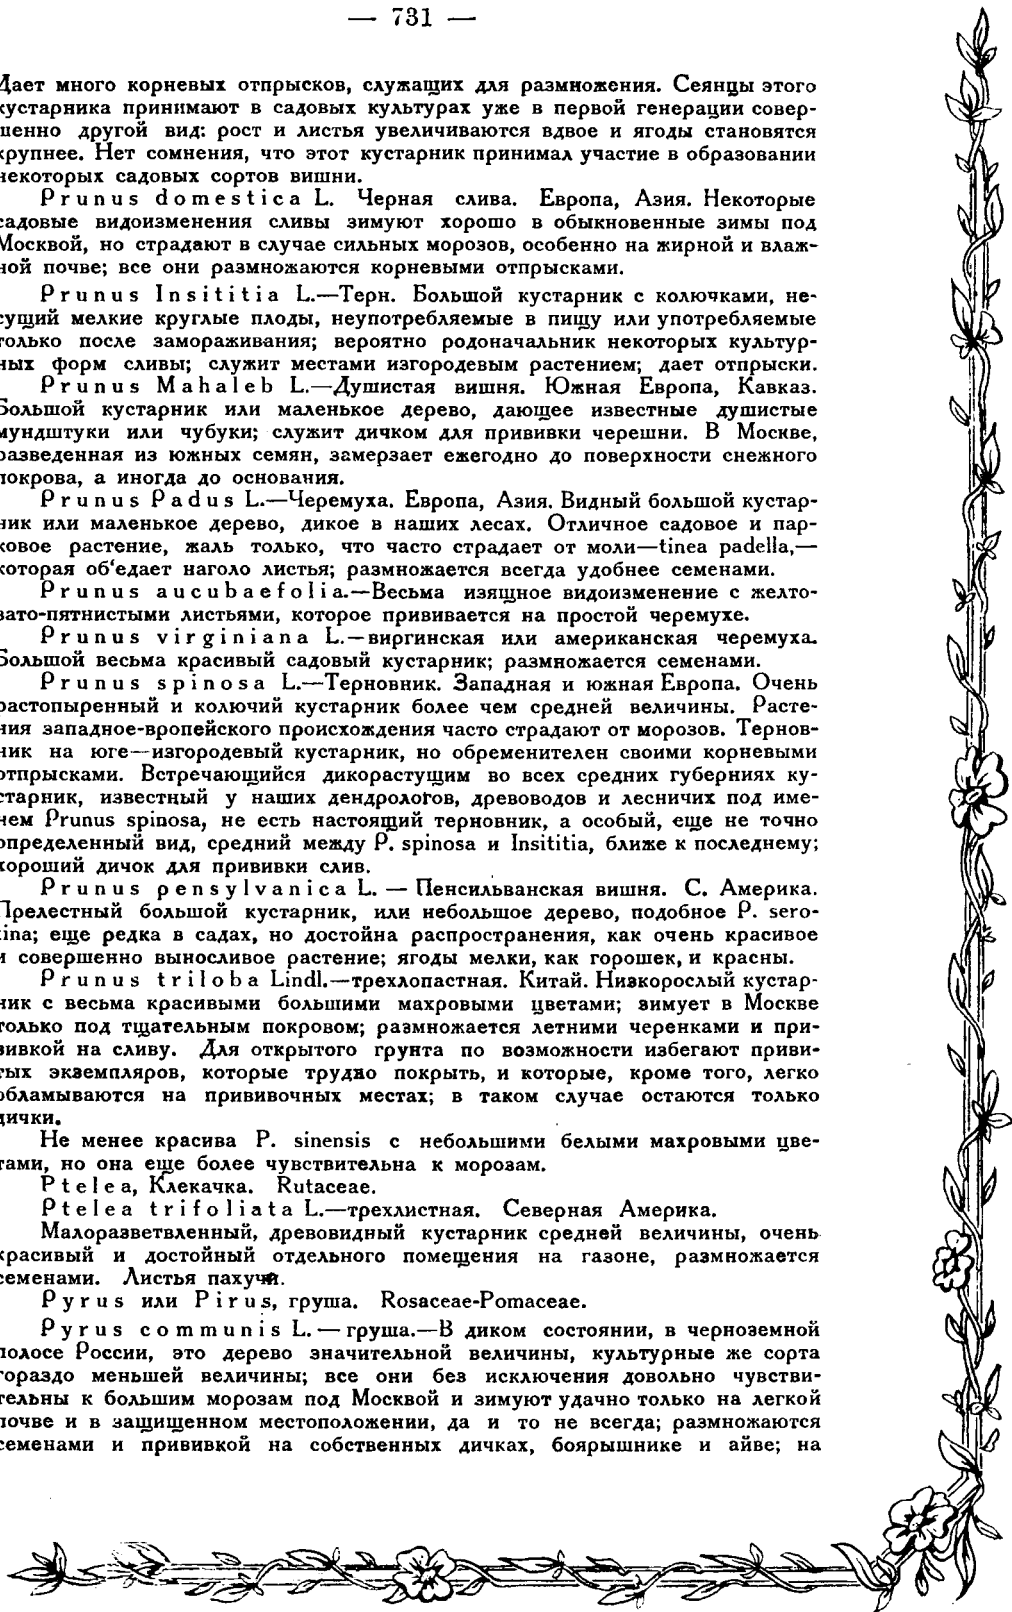 — 731 —
Дает много корневых отпрысков, служащих для размножения. Сеянцы этого
кустарника принимают в садовых культурах уже в первой генерации совер-
шенно другой вид: рост и листья увеличиваются вдвое и ягоды становятся
крупнее. Нет сомнения, что этот кустарник принимал участие в образовании
некоторых садовых сортов вишни.
Prunus domestica L. Черная слива. Европа, Азия. Некоторые
садовые видоизменения сливы зимуют хорошо в обыкновенные зимы под
Москвой, но страдают в случае сильных морозов, особенно на жирной и влаж-
ной почве; все они размножаются корневыми отпрысками.
Prunus Insititia L.—Терн. Большой кустарник с колючками, не-
сущий мелкие круглые плоды, неупотребляемые в пищу или употребляемые
только после замораживания; вероятно родоначальник некоторых культур-
ных форм сливы; служит местами изгородевым растением; дает отпрыски.
Prunus Mahaleb L.—Душистая вишня. Южная Европа, Кавказ.
Большой кустарник или маленькое дерево, дающее известные душистые
мундштуки или чубуки; служит дичком для прививки черешни. В Москве,
разведенная из южных семян, замерзает ежегодно до поверхности снежного
покрова, а иногда до основания.
Prunus Padus L.—Черемуха. Европа, Азия. Видный большой кустар-
ник или маленькое дерево, дикое в наших лесах. Отличное садовое и пар-
ковое растение, жаль только, что часто страдает от моли—tinea padella,—
которая об‘едает наголо листья; размножается всегда удобнее семенами.
Prunus aucubaefolia.—Весьма изящное видоизменение с желто-
вато-пятнистыми листьями, которое прививается на простой черемухе.
Prunus virginiana L.—виргинская или американская черемуха.
Большой весьма красивый садовый кустарник; размножается семенами.
Prunus spinosa L.—Терновник. Западная и южная Европа. Очень
растопыренный и колючий кустарник более чем средней величины. Расте-
ния западное-вропейского происхождения часто страдают от морозов. Тернов-
ник на юге—изгородевый кустарник, но обременителен своими корневыми
отпрысками. Встречающийся дикорастущим во всех средних губерниях ку-
старник, известный у наших дендрологов, древоводов и лесничих под име-
нем Prunus spinosa, не есть настоящий терновник, а особый, еще не точно
определенный вид, средний между P. spinosa и Insititia, ближе к последнему;
хороший дичок для прививки слив.
Prunus pensylvanica L. — Пенсильванская вишня. С. Америка.
Прелестный большой кустарник, или небольшое дерево, подобное P. sero-
tina; еще редка в садах, но достойна распространения, как очень красивое
и совершенно выносливое растение; ягоды мелки, как горошек, и красны.
Prunus triloba Lindl.—трехлопастная. Китай. Низкорослый кустар-
ник с весьма красивыми большими махровыми цветами; зимует в Москве
только под тщательным покровом; размножается летними черенками и при-
вивкой на сливу. Для открытого грунта по возможности избегают приви-
тых экземпляров, которые трудно покрыть, и которые, кроме того, легко
обламываются на прививочных местах; в таком случае остаются только
дички.
Не менее красива P. sinensis с небольшими белыми махровыми цве-
тами, но она еще более чувствительна к морозам.
Ptelea, Клекачка. Rutaceae.
Ptelea trifoliata L.—трехлистная. Северная Америка.
Малоразветвленный, древовидный кустарник средней величины, очень
красивый и достойный отдельного помещения на газоне, размножается
семенами. Листья пахучи.
Pyrus или Pirus, груша. Rosaceae-Pomaceae.
Pyrus communis L. — груша.—В диком состоянии, в черноземной
полосе России, это дерево значительной величины, культурные же сорта
гораздо меньшей величины; все они без исключения довольно чувстви-
тельны к большим морозам под Москвой и зимуют удачно только на легкой
почве и в защищенном местоположении, да и то не всегда; размножаются
семенами и прививкой на собственных дичках, боярышнике и айве; на